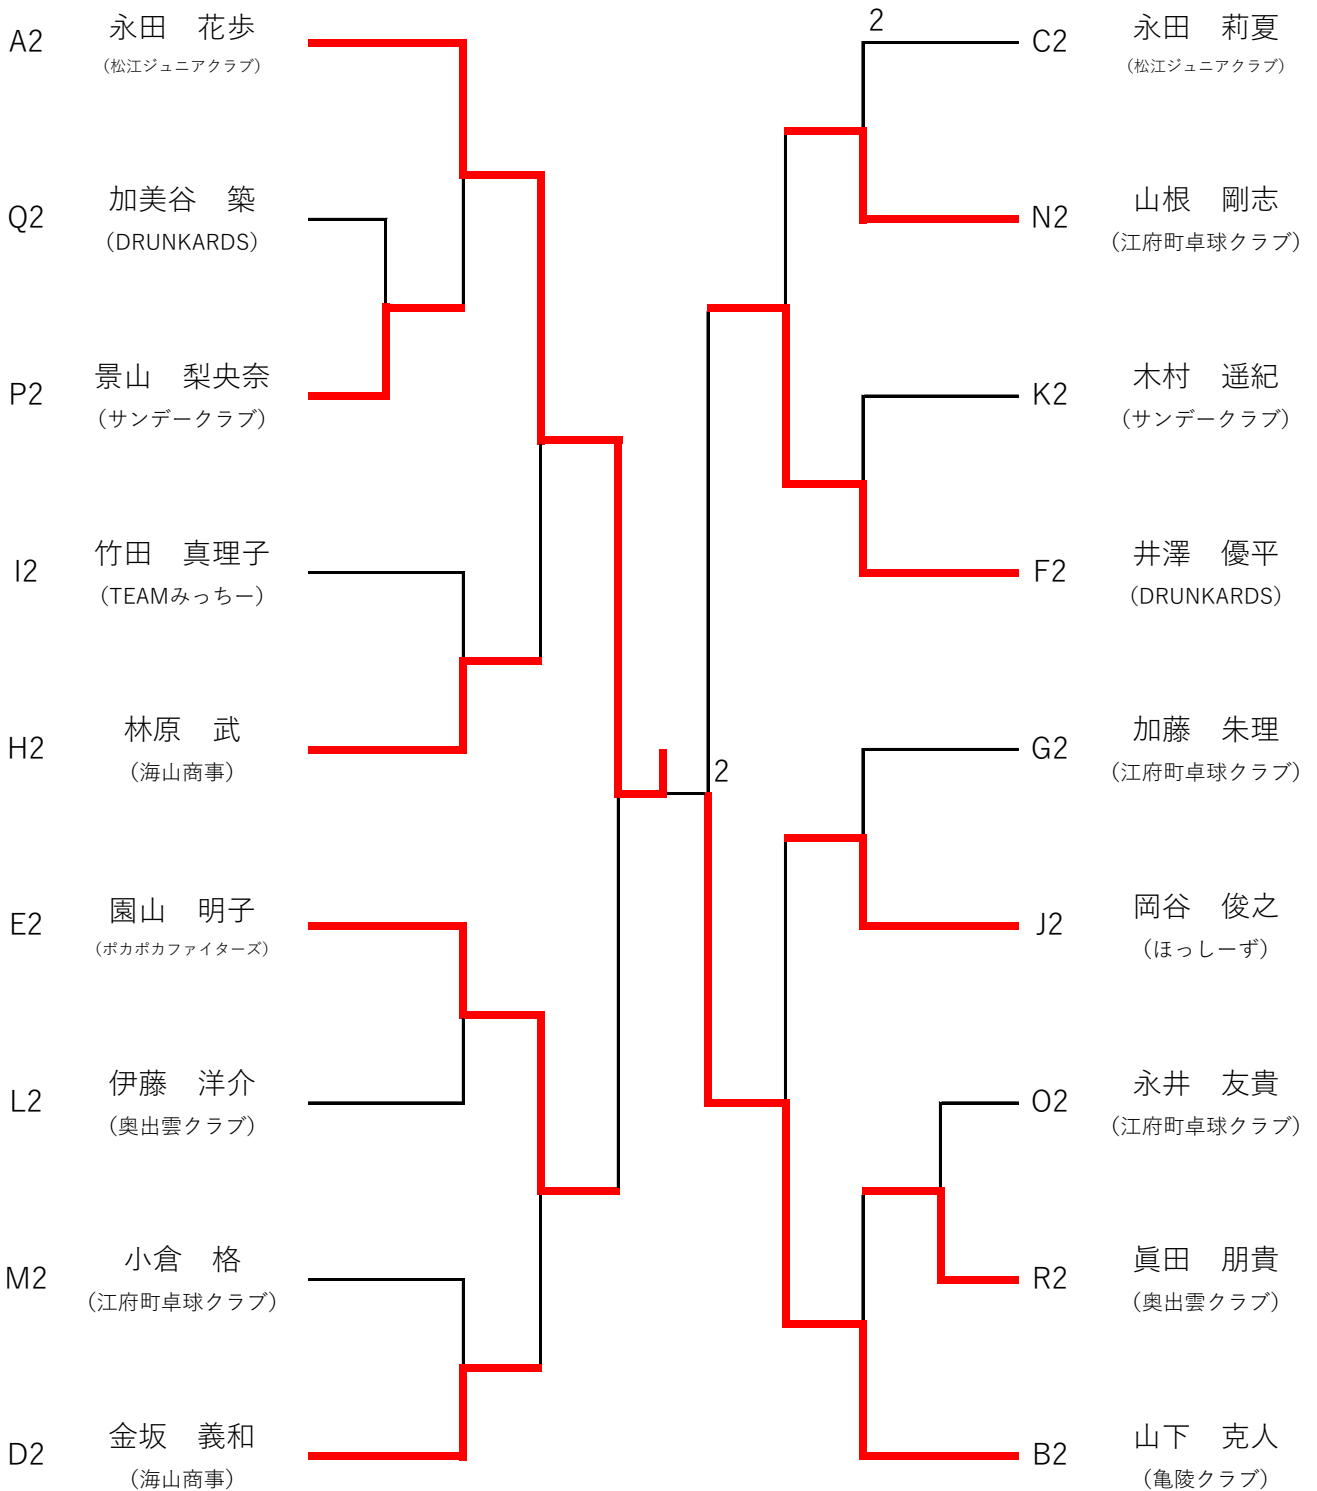 A2 永田　花歩
（松江ジュニアクラブ）
Q2 加美谷　築
（DRUNKARDS）
P2 景山　梨央奈
（サンデークラブ）
I2 竹田　真理子
（TEAMみっちー）
H2 林原　武
（海山商事）
E2 園山　明子
（ポカポカファイターズ）
L2 伊藤　洋介
（奥出雲クラブ）
M2 小倉　格
（江府町卓球クラブ）
D2 金坂　義和
（海山商事）
2
2
C2 永田　莉夏
（松江ジュニアクラブ）
N2 山根　剛志
（江府町卓球クラブ）
K2 木村　遥紀
（サンデークラブ）
F2 井澤　優平
（DRUNKARDS）
G2 加藤　朱理
（江府町卓球クラブ）
J2 岡谷　俊之
（ほっしーず）
O2 永井　友貴
（江府町卓球クラブ）
R2 眞田　朋貴
（奥出雲クラブ）
B2 山下　克人
（亀陵クラブ）